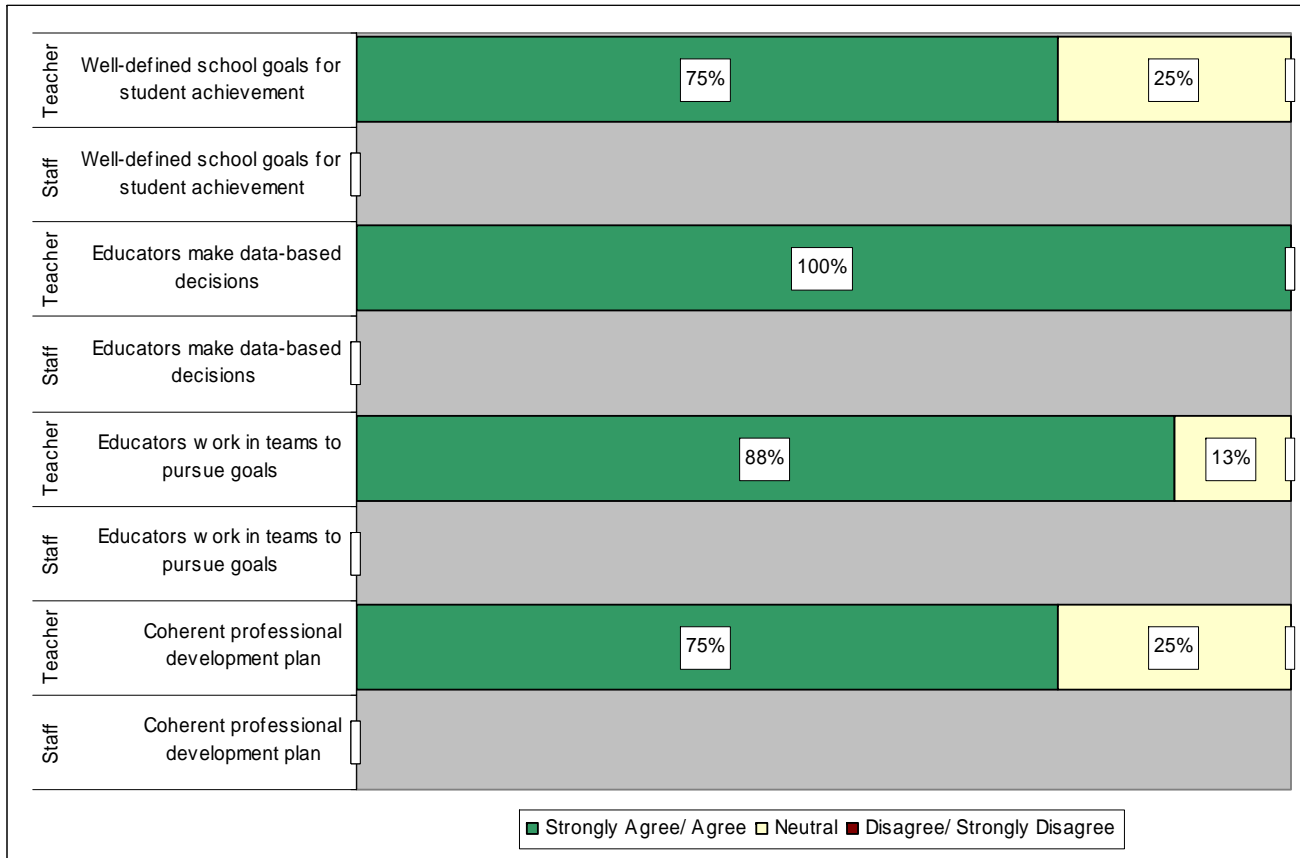 Teacher
Well-defined school goals for
student achievement
75%
25%
Staff
Well-defined school goals for
student achievement
Teacher
Educators make data-based
decisions
100%
Staff
Educators make data-based
decisions
Teacher
Educators work in teams to
pursue goals
88%
13%
Staff
Educators work in teams to
pursue goals
Teacher
Coherent professional
development plan
75%
25%
Staff
Coherent professional
development plan
Strongly Agree/ Agree Neutral Disagree/ Strongly Disagree